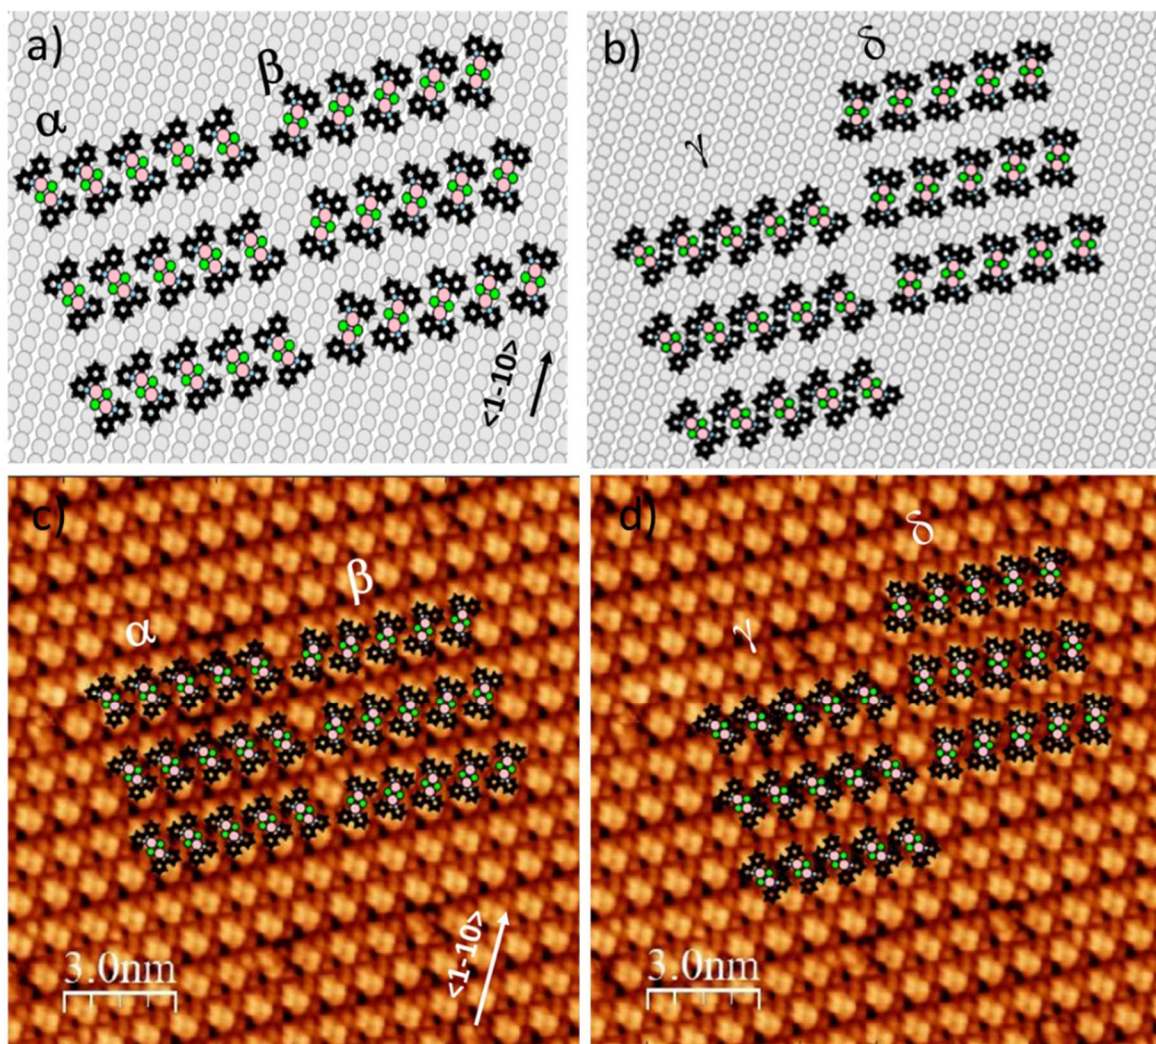 a)
α
β
<1-10>
b)
γ
δ
c)
α
β
3.0nm
<1-10>
d)
γ
δ
3.0nm